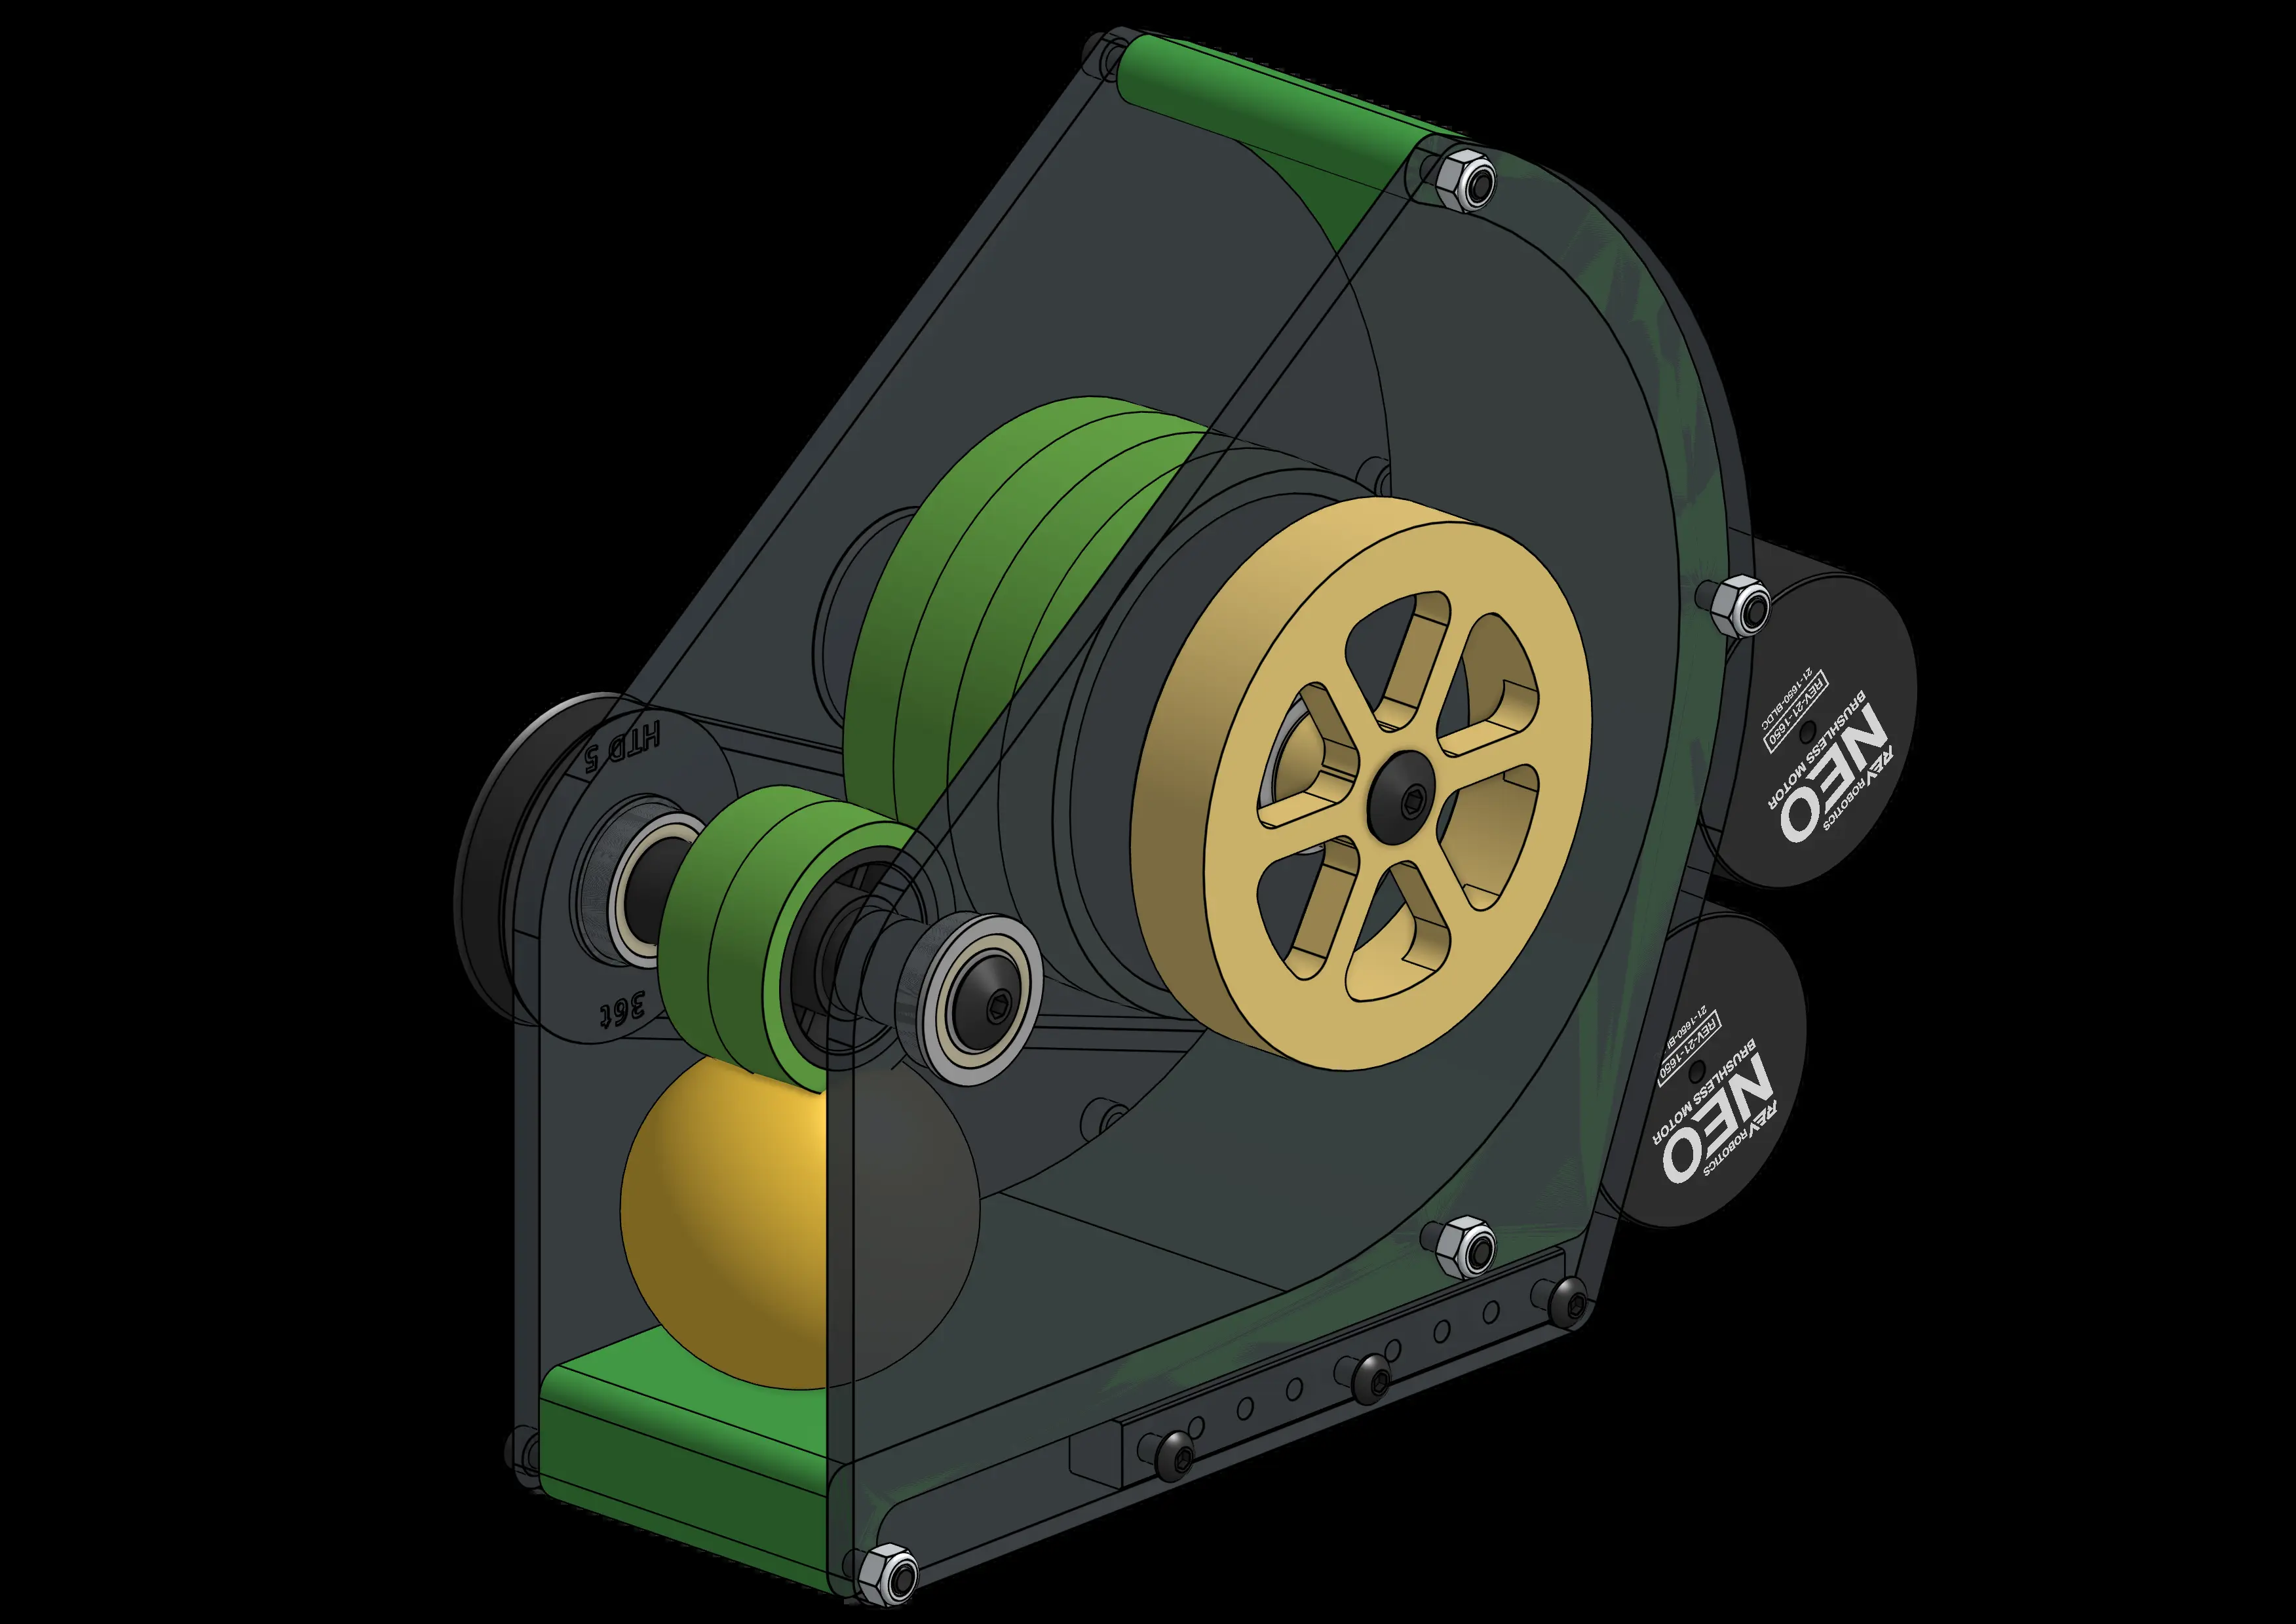 HTD 5
36t
REV ROBOTICS
NEO
BRUSHLESS MOTOR
REV-21-1650
21-1650-BLDC
REV ROBOTICS
NEO
BRUSHLESS MOTOR
REV-21-1650
21-1650-BL